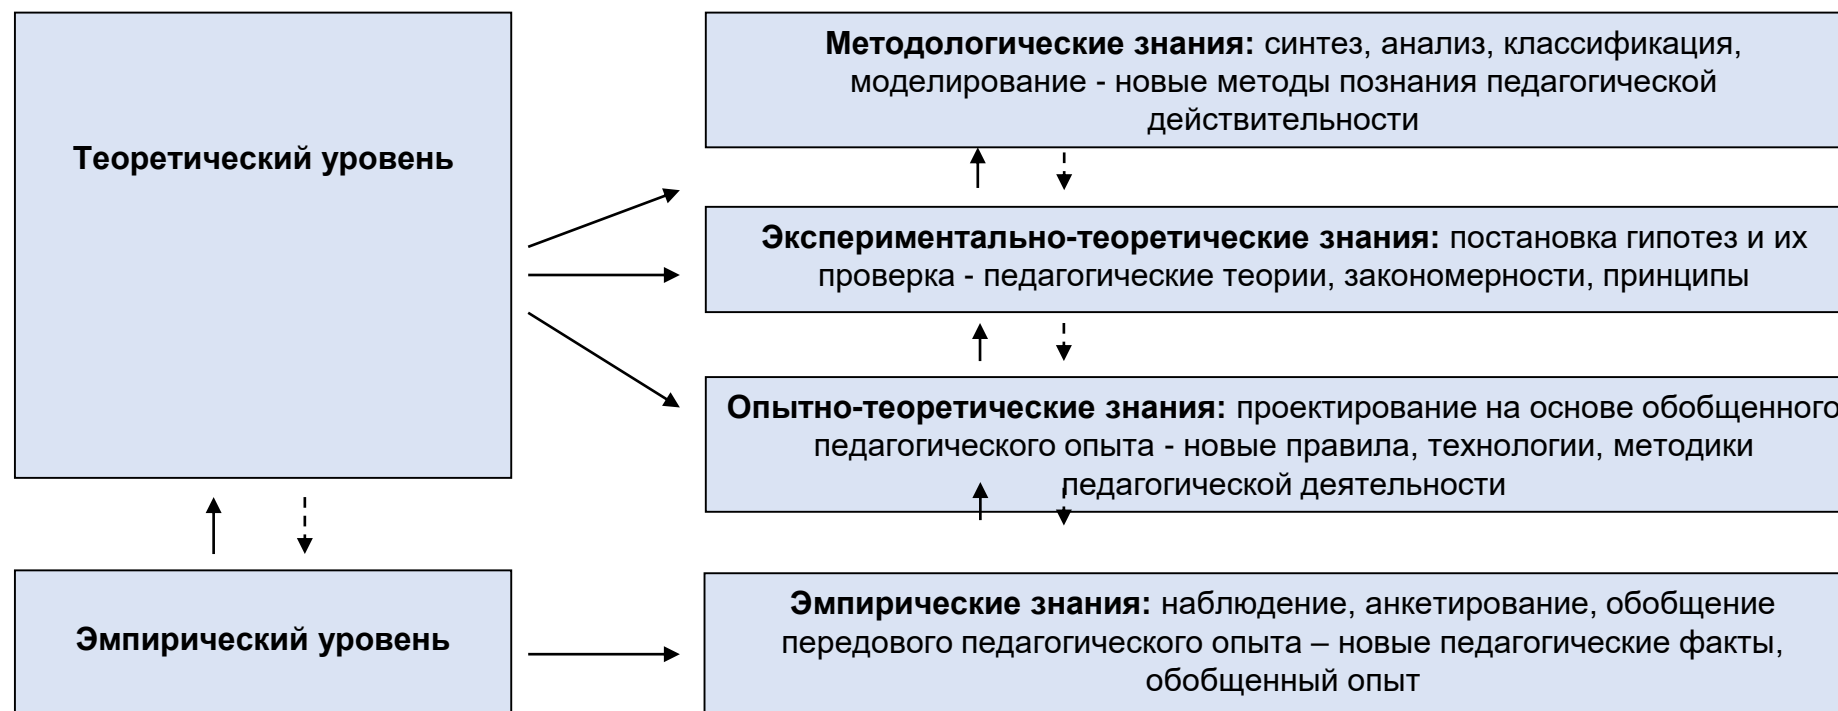 Теоретический уровень
Методологические знания: синтез, анализ, классификация,
моделирование - новые методы познания педагогической
действительности
Экспериментально-теоретические знания: постановка гипотез и их
проверка - педагогические теории, закономерности, принципы
Опытно-теоретические знания: проектирование на основе обобщенного
педагогического опыта - новые правила, технологии, методики
педагогической деятельности
Эмпирический уровень
Эмпирические знания: наблюдение, анкетирование, обобщение
передового педагогического опыта – новые педагогические факты,
обобщенный опыт